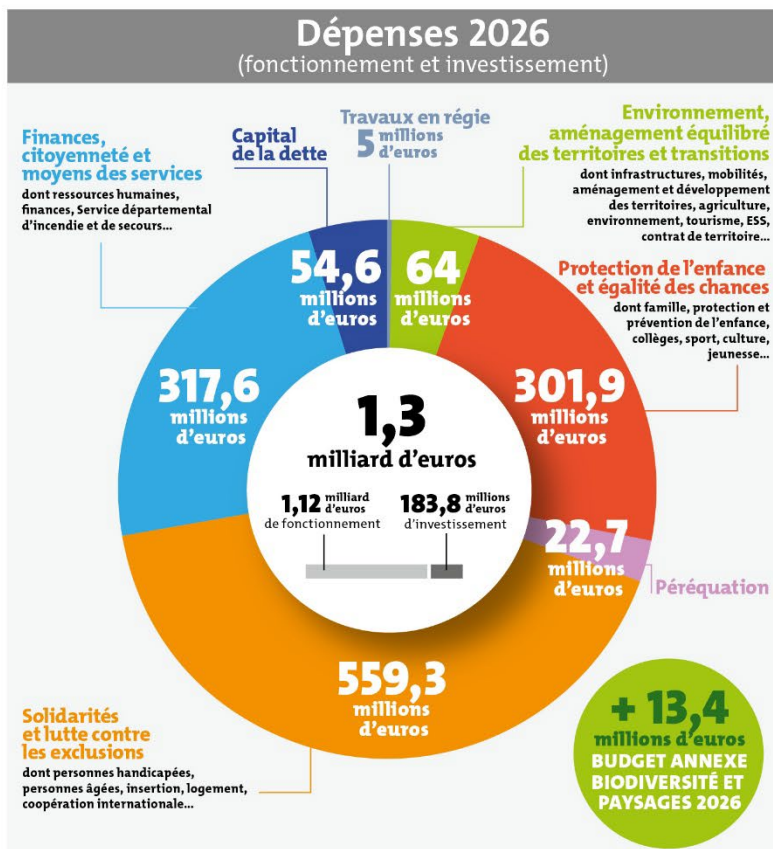 Dépenses 2026
(fonctionnement et investissement)
Finances,
citoyenneté et
moyens des services
dont ressources humaines,
finances, Service départemental
d'incendie et de secours...
Capital
de la dette
Travaux en régie
5 millions
d'euros
Environnement,
aménagement équilibré
des territoires et transitions
dont infrastructures, mobilités,
aménagement et développement
des territoires, agriculture,
environnement, tourisme, ESS,
contrat de territoire...
Protection de l'enfance
et égalité des chances
dont famille, protection et
prévention de l'enfance,
collèges, sport, culture,
jeunesse...
54,6
millions
d'euros
64
millions
d'euros
317,6
millions
d'euros
301,9
millions
d'euros
1,3
milliard d'euros
1,12 milliard
d'euros
de fonctionnement
183,8 millions
d'euros
d'investissement
22,7
millions
d'euros
Péréquation
559,3
millions
d'euros
Solidarités
et lutte contre
les exclusions
dont personnes handicapées,
personnes âgées, insertion, logement,
coopération internationale...
+ 13,4
millions d'euros
BUDGET ANNEXE
BIODIVERSITÉ ET
PAYSAGES 2026